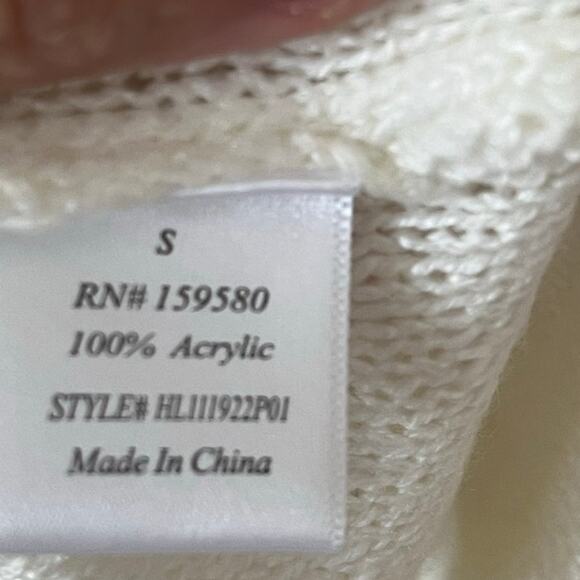 S
RN# 159580
100% Acrylic
STYLE# HL111922P01
Made In China